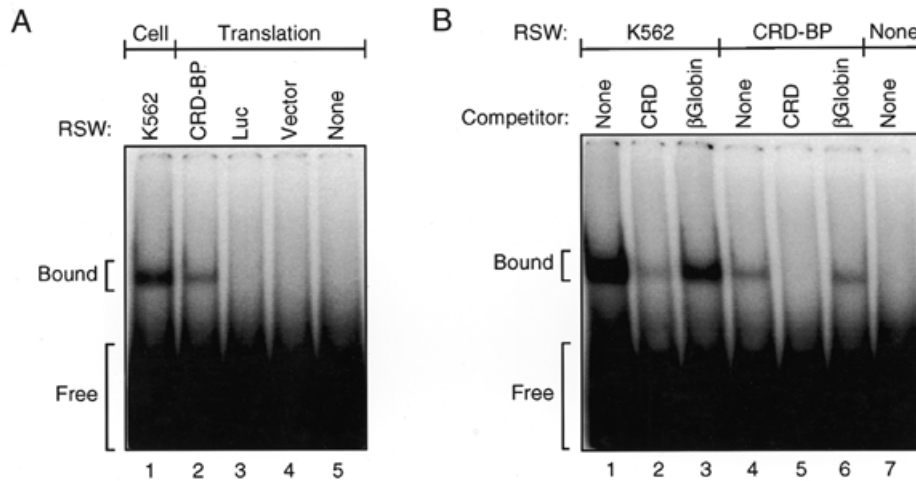 A
Cell Translation
RSW: K562 CRD-BP Luc Vector None
Bound
Free
1 2 3 4 5
B
RSW: K562 CRD-BP None
Competitor: None CRD βGlobin None CRD βGlobin None
Bound
Free
1 2 3 4 5 6 7